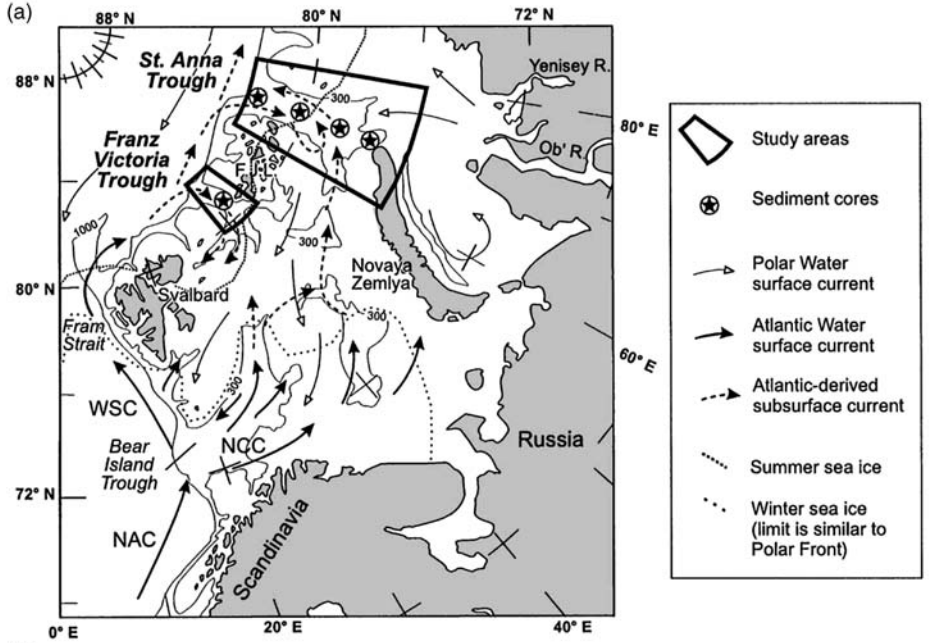 (a)
88° N
80° N
72° N
St. Anna
Trough
Yenisey R.
88° N
300
80° E
Franz
Victoria
Trough
Ob' R.
F.J.L.
1000
300
Novaya
Zemlya
80° N
Svalbard
300
Fram
Strait
60° E
300
WSC
NCC
Russia
Bear
Island
Trough
72° N
NAC
Scandinavia
0° E
20° E
40° E
Study areas
Sediment cores
Polar Water
surface current
Atlantic Water
surface current
Atlantic-derived
subsurface current
Summer sea ice
Winter sea ice
(limit is similar to
Polar Front)